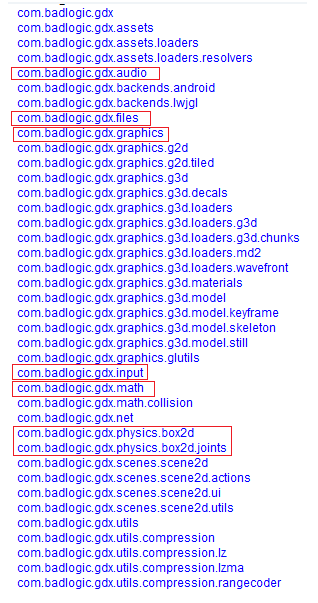 com.badlogic.gdx
com.badlogic.gdx.assets
com.badlogic.gdx.assets.loaders
com.badlogic.gdx.assets.loaders.resolvers
com.badlogic.gdx.audio
com.badlogic.gdx.backends.android
com.badlogic.gdx.backends.lwjgl
com.badlogic.gdx.files
com.badlogic.gdx.graphics
com.badlogic.gdx.graphics.g2d
com.badlogic.gdx.graphics.g2d.tiled
com.badlogic.gdx.graphics.g3d
com.badlogic.gdx.graphics.g3d.decals
com.badlogic.gdx.graphics.g3d.loaders
com.badlogic.gdx.graphics.g3d.loaders.g3d
com.badlogic.gdx.graphics.g3d.loaders.g3d.chunks
com.badlogic.gdx.graphics.g3d.loaders.md2
com.badlogic.gdx.graphics.g3d.loaders.wavefront
com.badlogic.gdx.graphics.g3d.materials
com.badlogic.gdx.graphics.g3d.model
com.badlogic.gdx.graphics.g3d.model.keyframe
com.badlogic.gdx.graphics.g3d.model.skeleton
com.badlogic.gdx.graphics.g3d.model.still
com.badlogic.gdx.graphics.glutils
com.badlogic.gdx.input
com.badlogic.gdx.math
com.badlogic.gdx.math.collision
com.badlogic.gdx.net
com.badlogic.gdx.physics.box2d
com.badlogic.gdx.physics.box2d.joints
com.badlogic.gdx.scenes.scene2d
com.badlogic.gdx.scenes.scene2d.actions
com.badlogic.gdx.scenes.scene2d.ui
com.badlogic.gdx.scenes.scene2d.utils
com.badlogic.gdx.utils
com.badlogic.gdx.utils.compression
com.badlogic.gdx.utils.compression.lz
com.badlogic.gdx.utils.compression.lzma
com.badlogic.gdx.utils.compression.rangecoder